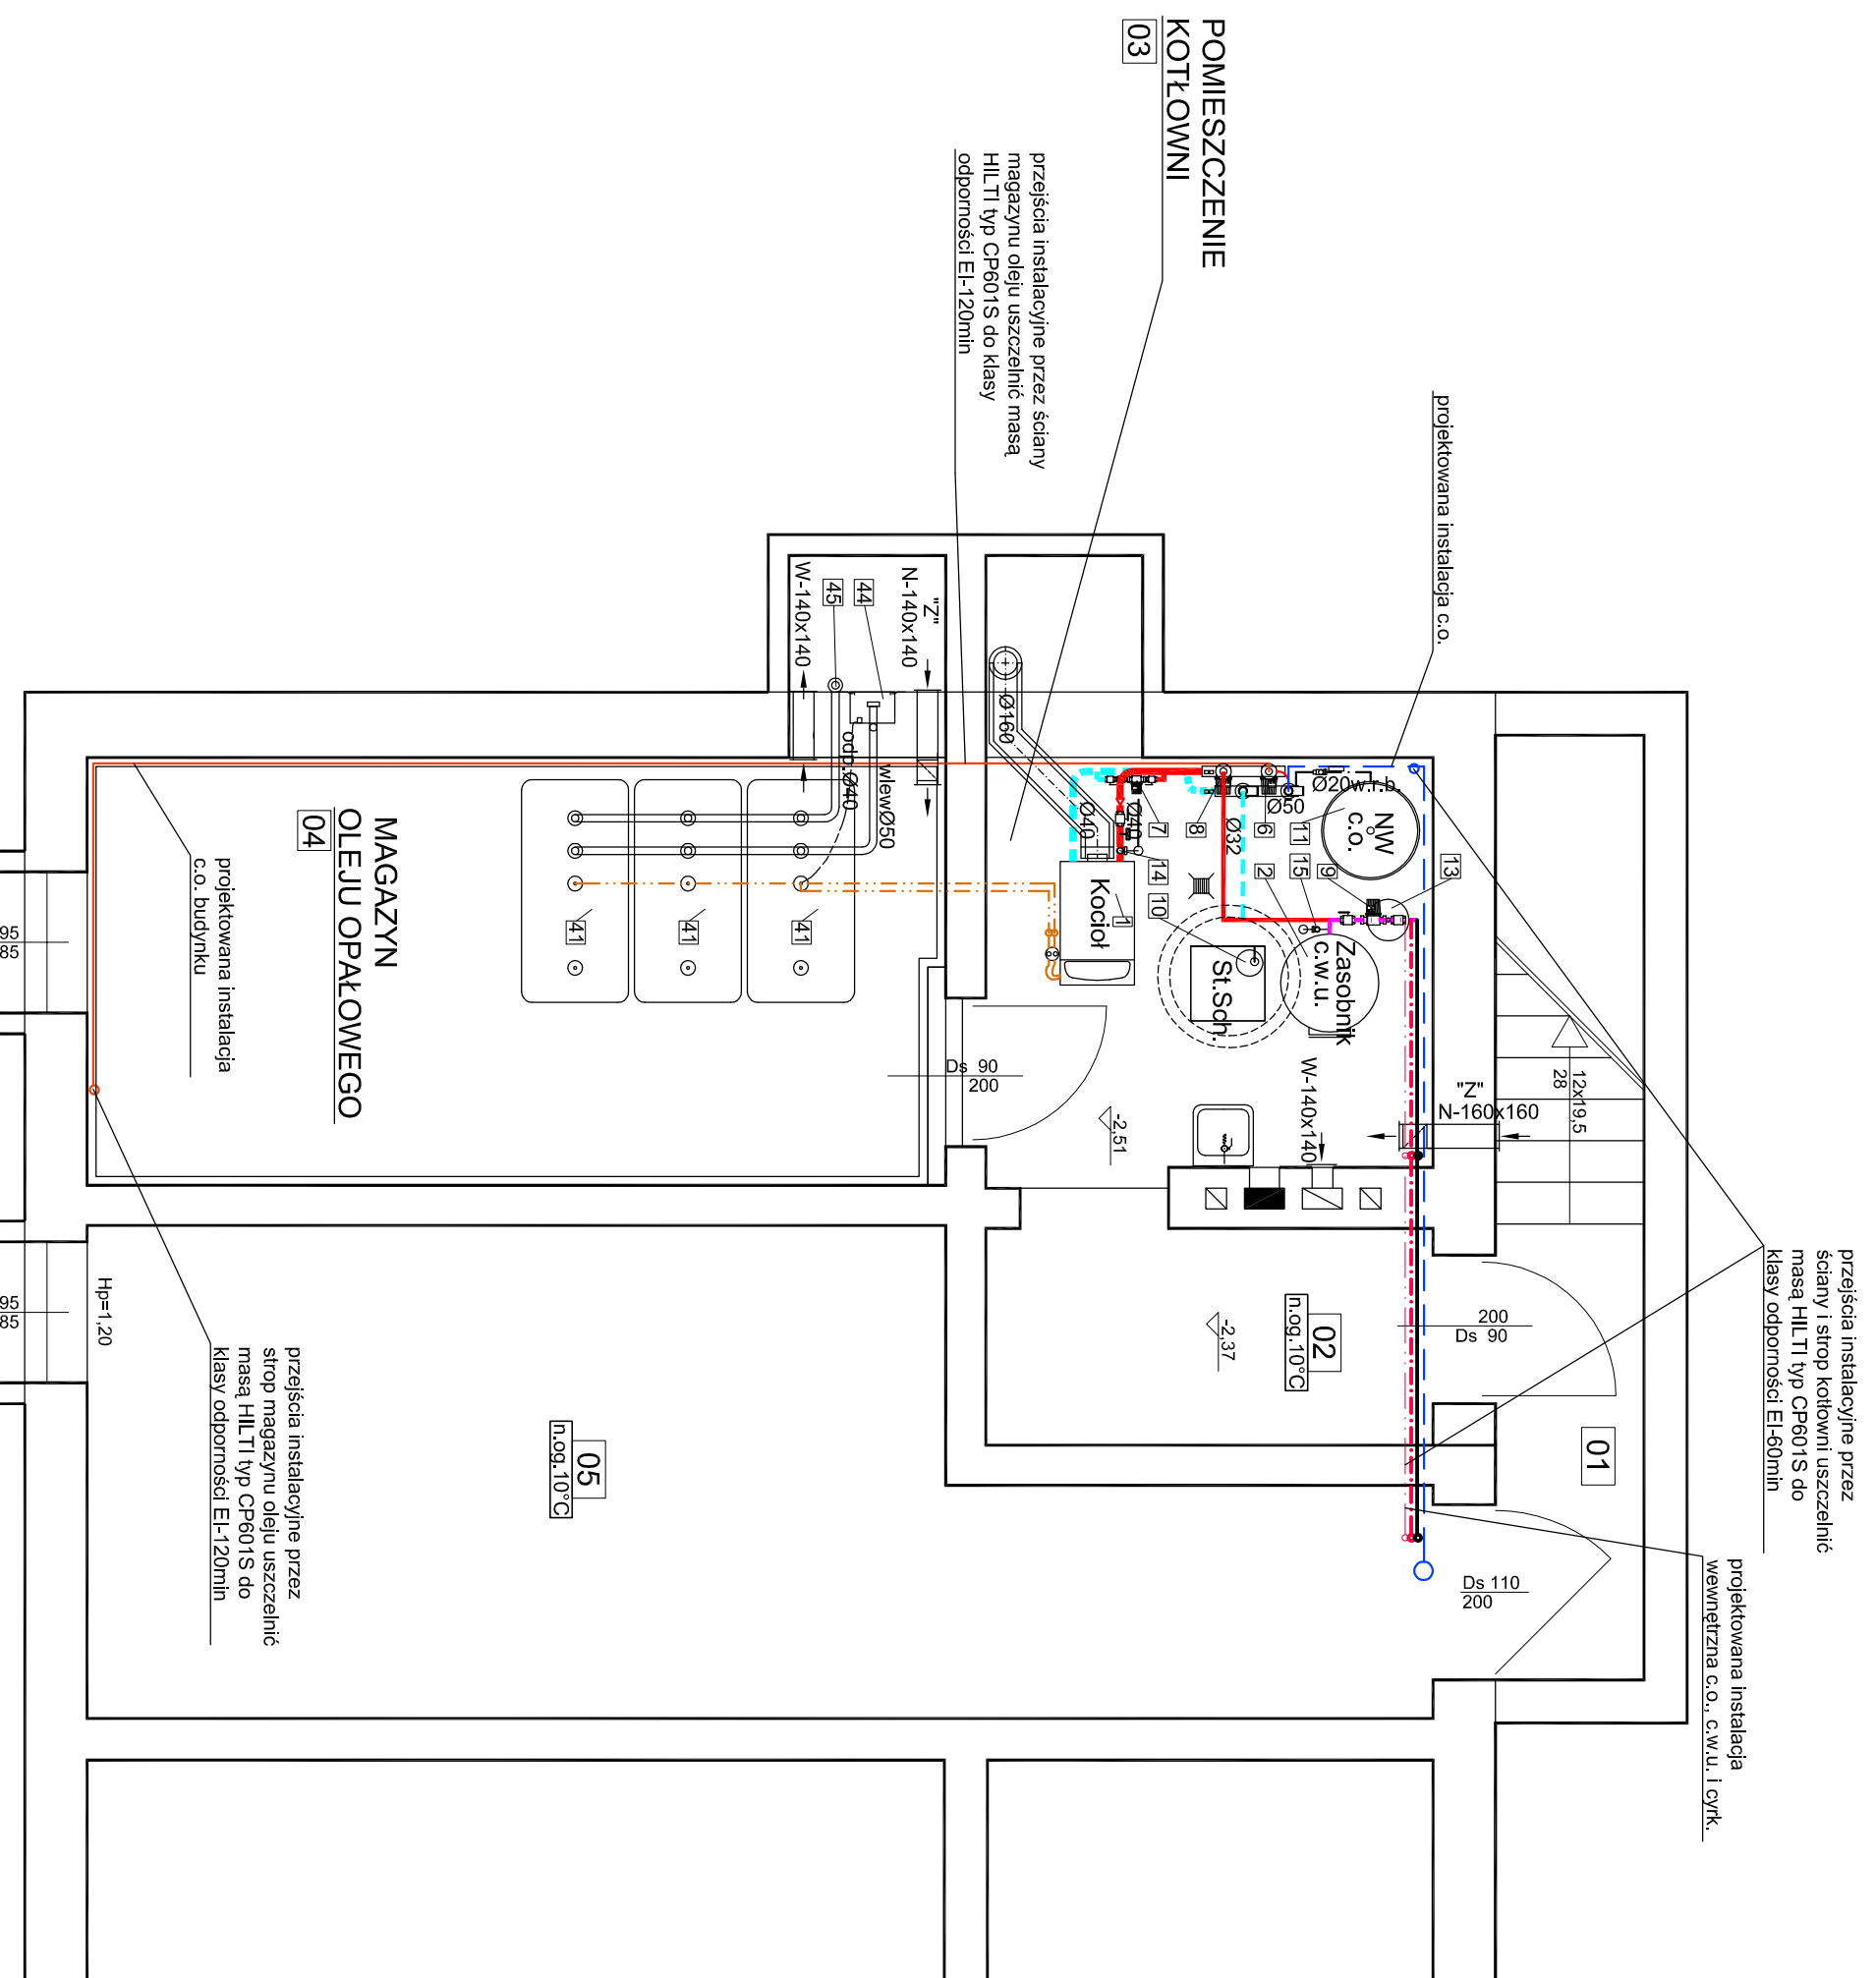 POMIESZCZENIE
KOTŁOWNI
03
przejścia instalacyjne przez ściany
magazynu oleju uszczelnić masą
HILTI typ CP601S do klasy
odporności EI-120min
projektowana instalacja c.o.
przejścia instalacyjne przez
ściany i strop kotłowni uszczelnić
masą HILTI typ CP601S do
klasy odporności EI-60min
projektowana instalacja
wewnętrzna c.o., c.w.u. i cyrk.
"Z"
N-140x140
44
45
W-140x140
Ø160
odp.Ø40
wlewØ50
Ø40
Ø40
7
8
6
11
Ø32
Ø50
Ø20w.r.b.
NW
c.o.
13
9
15
2
14
10
1
Kocioł
St.Sch.
Zasobnik
c.w.u.
41
41
41
MAGAZYN
OLEJU OPAŁOWEGO
04
projektowana instalacja
c.o. budynku
Ds 90
200
-2,51
W-140x140
"Z"
N-160x160
12x19,5
28
02
n.og.10°C
-2,37
200
Ds 90
01
Ds 110
200
05
n.og.10°C
Hp=1,20
przejścia instalacyjne przez
strop magazynu oleju uszczelnić
masą HILTI typ CP601S do
klasy odporności EI-120min
95
85
95
85